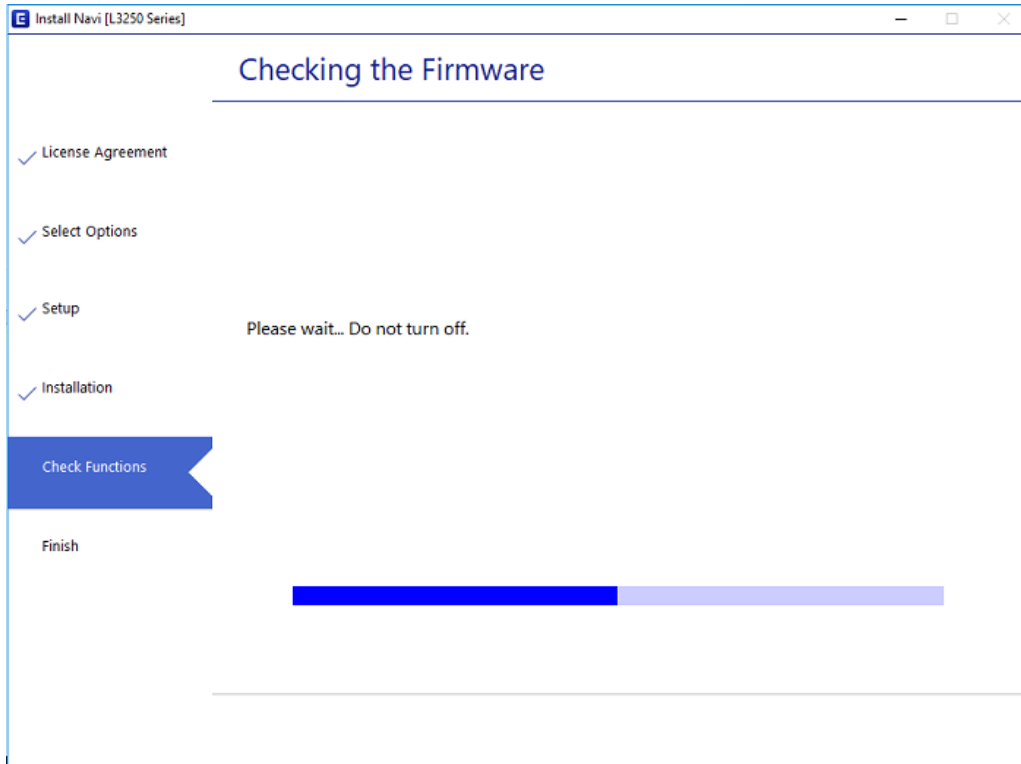 E Install Navi [L3250 Series]
Checking the Firmware
License Agreement
Select Options
Setup
Installation
Check Functions
Finish
Please wait... Do not turn off.